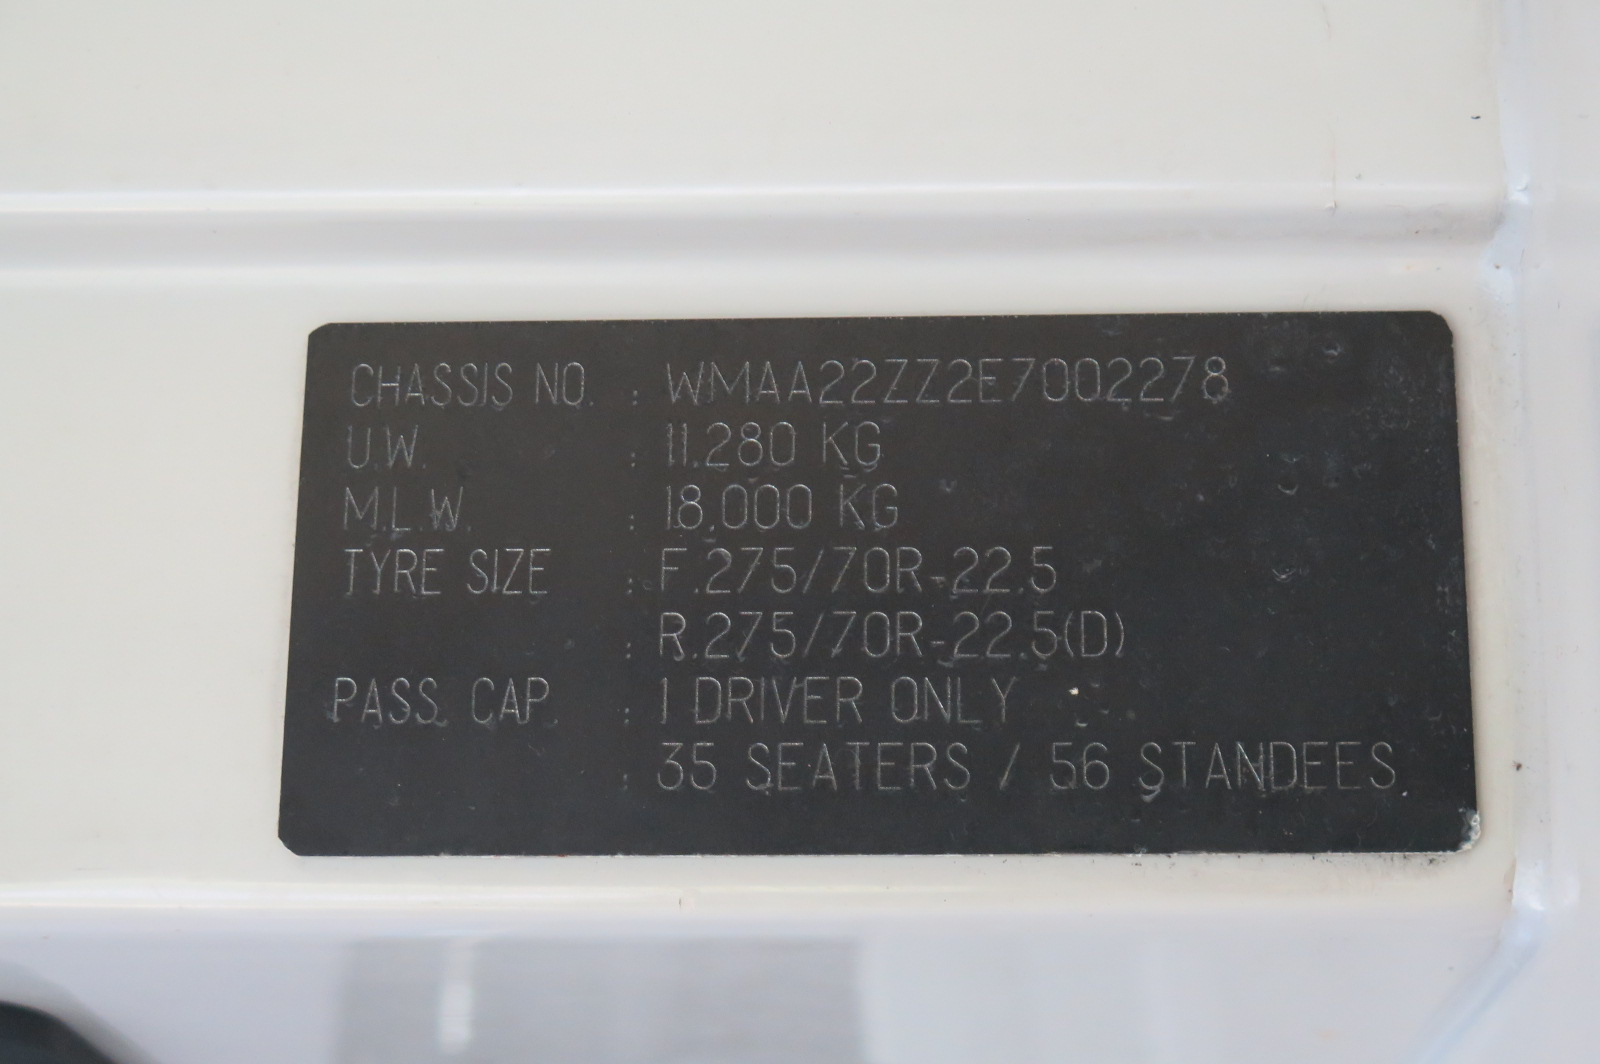 CHASSIS NO. : WMAA22ZZ2E7002278
U.W. : 11.280 KG
M.L.W. : 18.000 KG
TYRE SIZE : F.275/70R-22.5
: R.275/70R-22.5(D)
PASS. CAP. : 1 DRIVER ONLY
: 35 SEATERS / 56 STANDEES